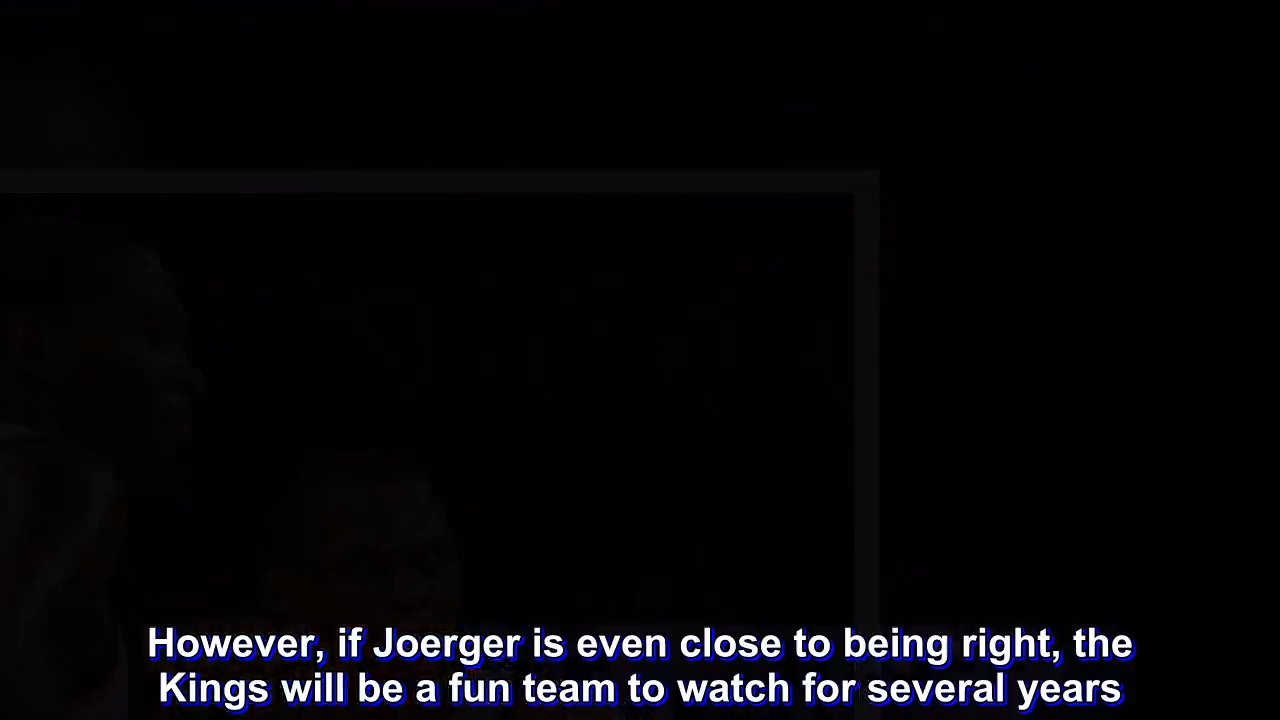 However, if Joerger is even close to being right, the
Kings will be a fun team to watch for several years